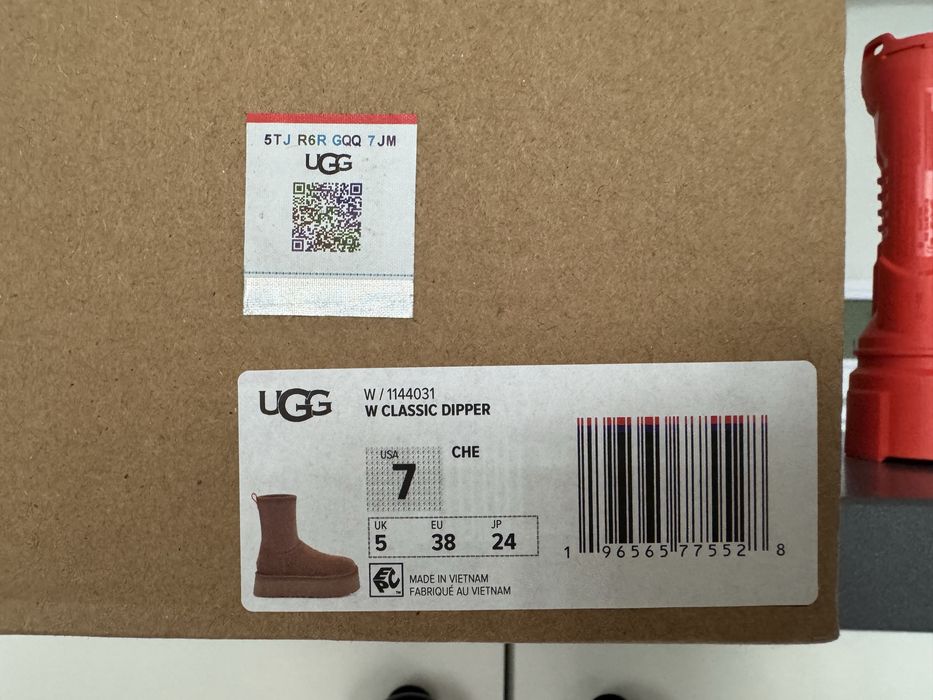 5TJ R6R GQQ 7JM
UGG
UGG
W / 1144031
W CLASSIC DIPPER
USA
7
CHE
UK EU JP
5 38 24
EPC™
MADE IN VIETNAM
FABRIQUÉ AU VIETNAM
1 96565 77552 8